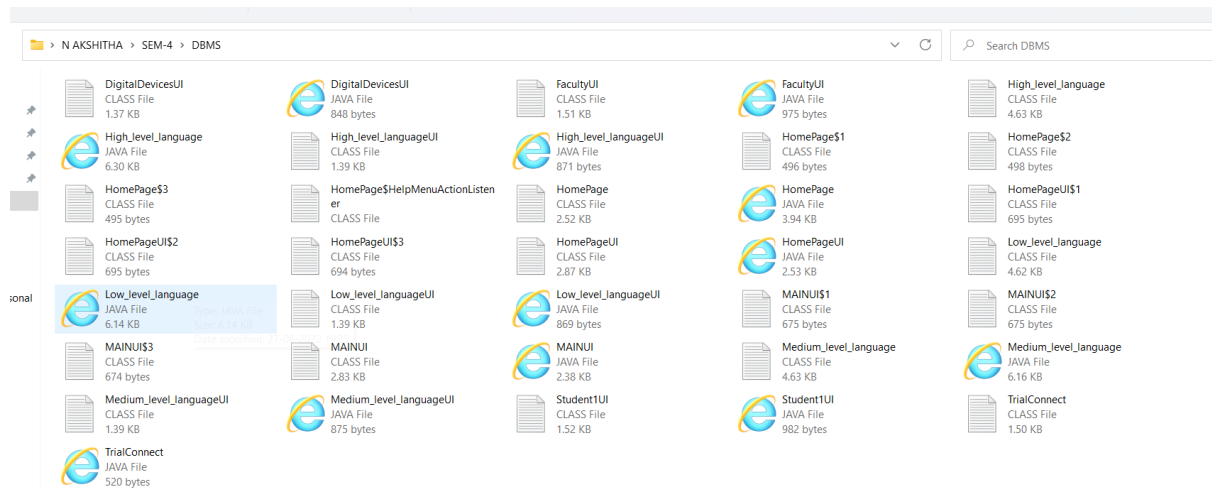 N AKSHITHA > SEM-4 > DBMS
Search DBMS
DigitalDevicesUI
CLASS File
1.37 KB
DigitalDevicesUI
JAVA File
848 bytes
FacultyUI
CLASS File
1.51 KB
FacultyUI
JAVA File
975 bytes
High_level_language
CLASS File
4.63 KB
High_level_language
JAVA File
6.30 KB
High_level_languageUI
CLASS File
1.39 KB
High_level_languageUI
JAVA File
871 bytes
HomePage$1
CLASS File
496 bytes
HomePage$2
CLASS File
498 bytes
HomePage$3
CLASS File
495 bytes
HomePage$HelpMenuActionListen
er
CLASS File
HomePage
CLASS File
2.52 KB
HomePage
JAVA File
3.94 KB
HomePageUI$1
CLASS File
695 bytes
HomePageUI$2
CLASS File
695 bytes
HomePageUI$3
CLASS File
694 bytes
HomePageUI
CLASS File
2.87 KB
HomePageUI
JAVA File
2.53 KB
Low_level_language
CLASS File
4.62 KB
sonal
Low_level_language
JAVA File
6.14 KB
Type: JAVA File
Size: 6.14 KB
Low_level_languageUI
CLASS File
1.39 KB
Low_level_languageUI
JAVA File
869 bytes
MAINUI$1
CLASS File
675 bytes
MAINUI$2
CLASS File
675 bytes
MAINUI$3
CLASS File
674 bytes
MAINUI
CLASS File
2.83 KB
MAINUI
JAVA File
2.38 KB
Medium_level_language
CLASS File
4.63 KB
Medium_level_language
JAVA File
6.16 KB
Medium_level_languageUI
CLASS File
1.39 KB
Medium_level_languageUI
JAVA File
875 bytes
Student1UI
CLASS File
1.52 KB
Student1UI
JAVA File
982 bytes
TrialConnect
CLASS File
1.50 KB
TrialConnect
JAVA File
520 bytes